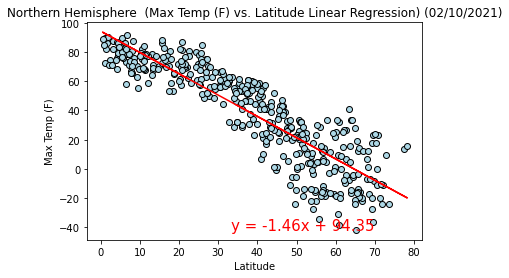 Northern Hemisphere  (Max Temp (F) vs. Latitude Linear Regression) (02/10/2021)
100
80
60
40
20
0
−20
−40
Max Temp (F)
y = -1.46x + 94.35
0 10 20 30 40 50 60 70 80
Latitude